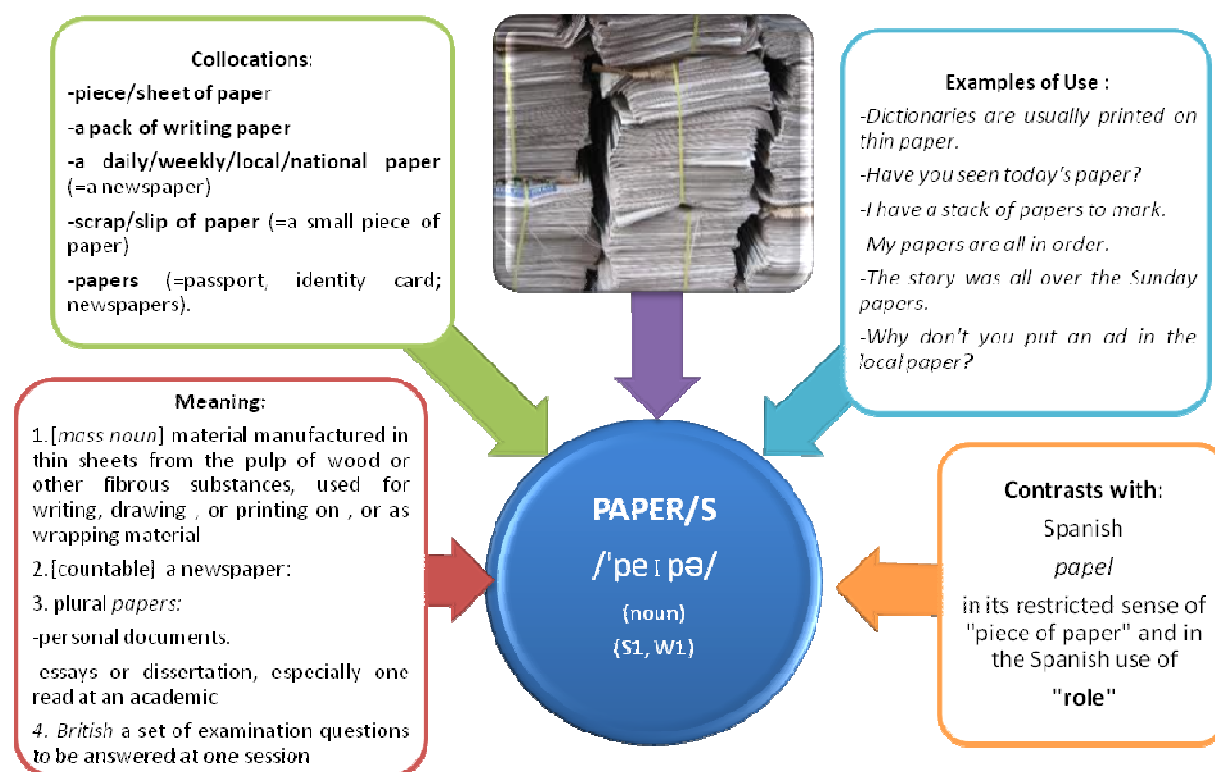 Collocations:
-piece/sheet of paper
-a pack of writing paper
-a daily/weekly/local/national paper
(=a newspaper)
-scrap/slip of paper (=a small piece of
paper)
-papers (=passport, identity card;
newspapers).
Examples of Use :
-Dictionaries are usually printed on
thin paper.
-Have you seen today's paper?
-I have a stack of papers to mark.
My papers are all in order.
-The story was all over the Sunday
papers.
-Why don't you put an ad in the
local paper?
Meaning:
1.[mass noun] material manufactured in
thin sheets from the pulp of wood or
other fibrous substances, used for
writing, drawing , or printing on , or as
wrapping material
2.[countable] a newspaper:
3. plural papers:
-personal documents.
essays or dissertation, especially one
read at an academic
4. British a set of examination questions
to be answered at one session
PAPER/S
/'peɪpə/
(noun)
(S1, W1)
Contrasts with:
Spanish
papel
in its restricted sense of
"piece of paper" and in
the Spanish use of
"role"